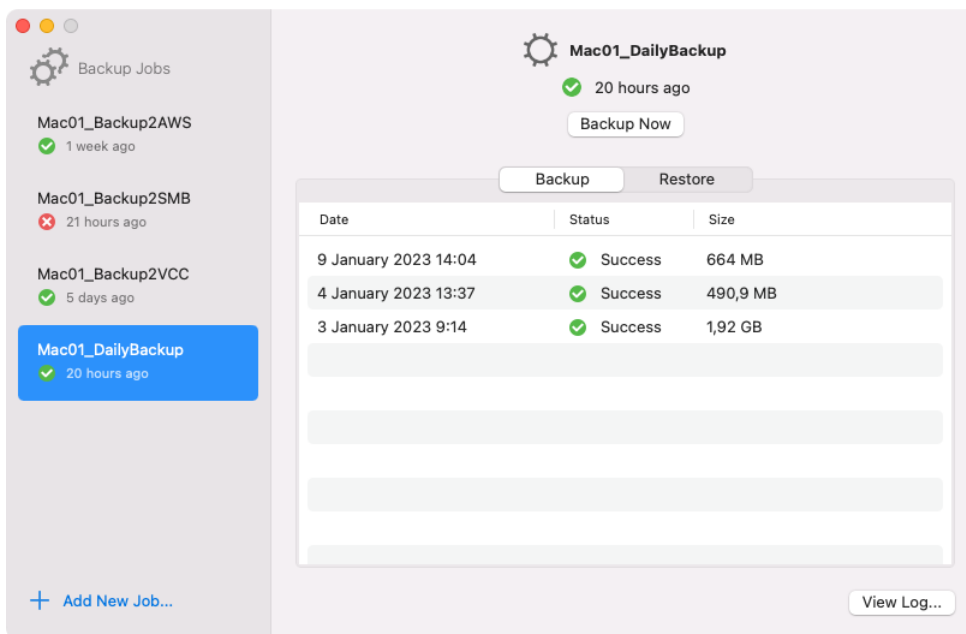 Backup Jobs
Mac01_Backup2AWS
1 week ago
Mac01_Backup2SMB
21 hours ago
Mac01_Backup2VCC
5 days ago
Mac01_DailyBackup
20 hours ago
Add New Job...
Mac01_DailyBackup
20 hours ago
Backup Now
Backup Restore
Date Status Size
9 January 2023 14:04 Success 664 MB
4 January 2023 13:37 Success 490,9 MB
3 January 2023 9:14 Success 1,92 GB
View Log...